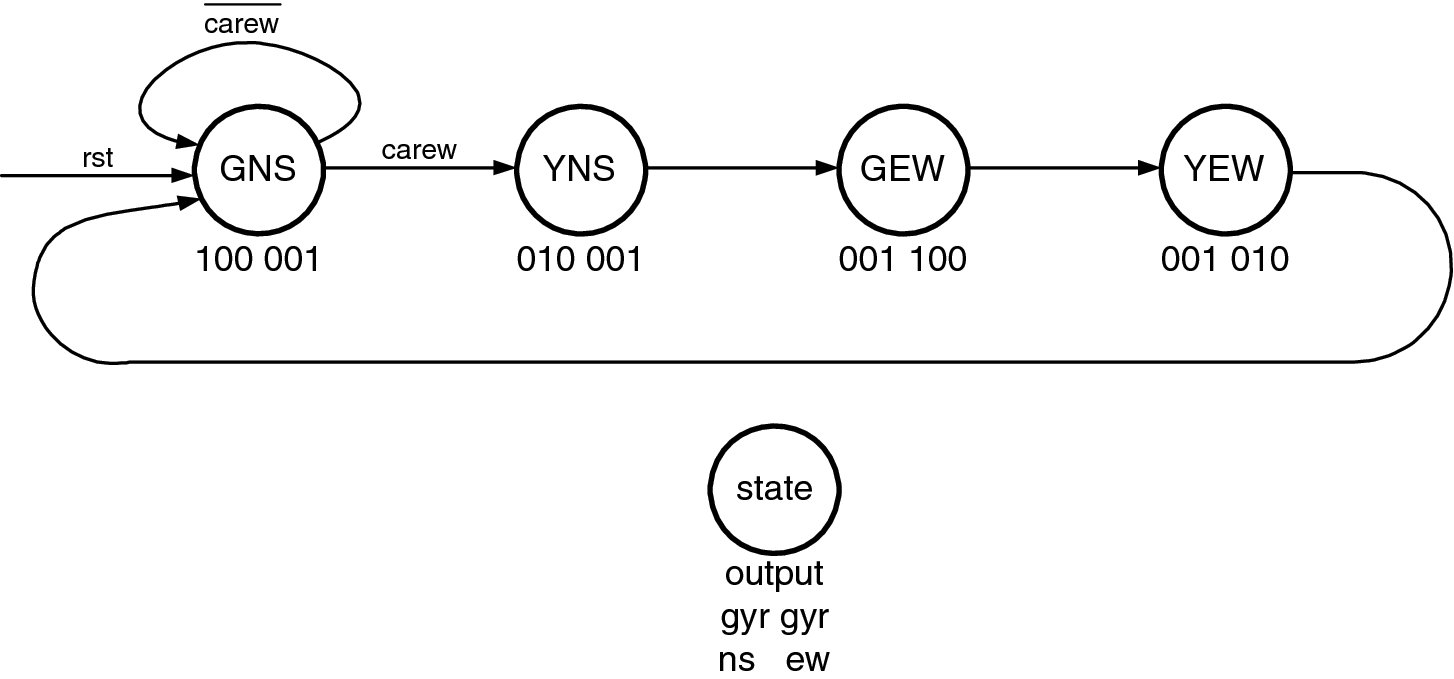 carew
rst
carew
GNS
YNS
GEW
YEW
100 001
010 001
001 100
001 010
state
output
gyr gyr
ns ew